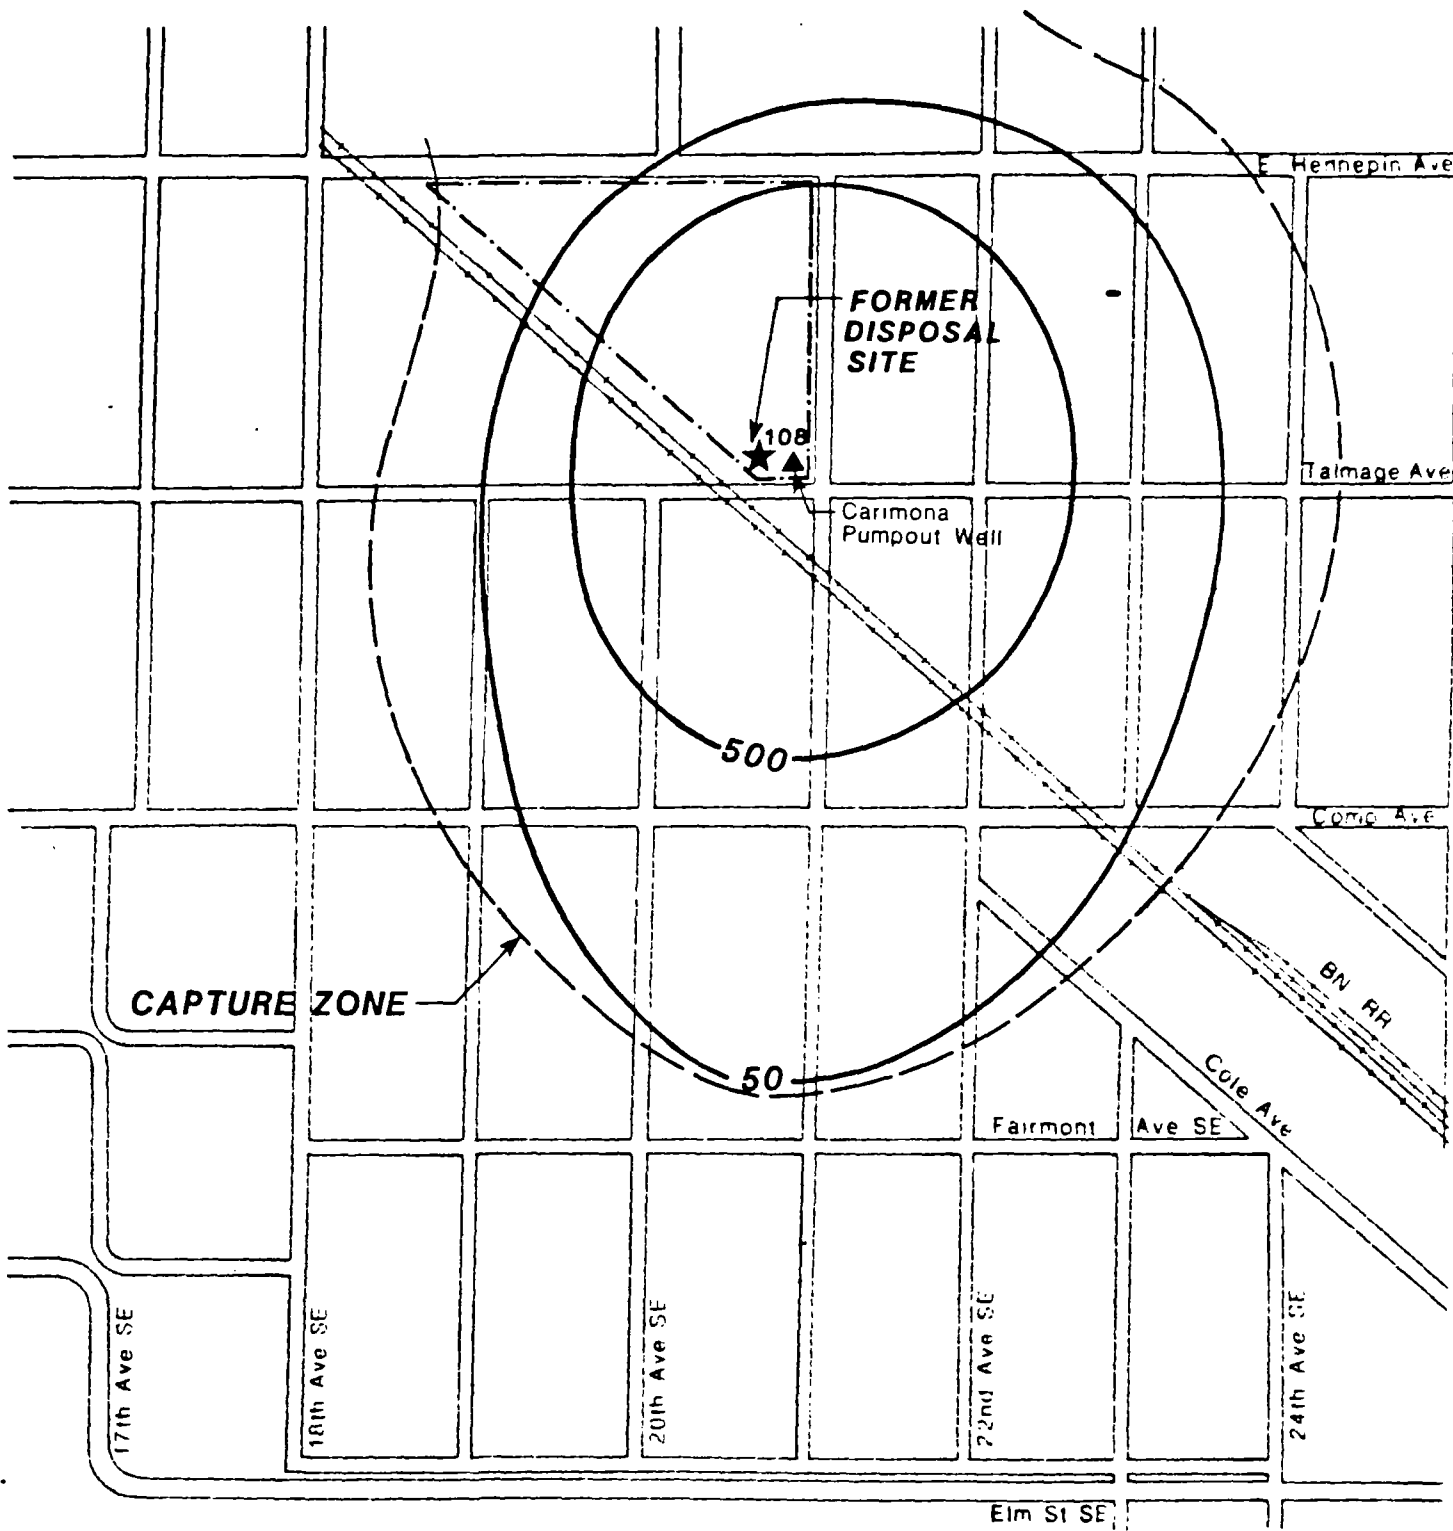 E Hennepin Ave
FORMER
DISPOSAL
SITE
108
Talmage Ave
Carimona
Pumpout Well
500
Como Ave
CAPTURE ZONE
BN RR
50
Cole Ave
Fairmont Ave SE
17th Ave SE
18th Ave SE
20th Ave SE
22nd Ave SE
24th Ave SE
Elm St SE